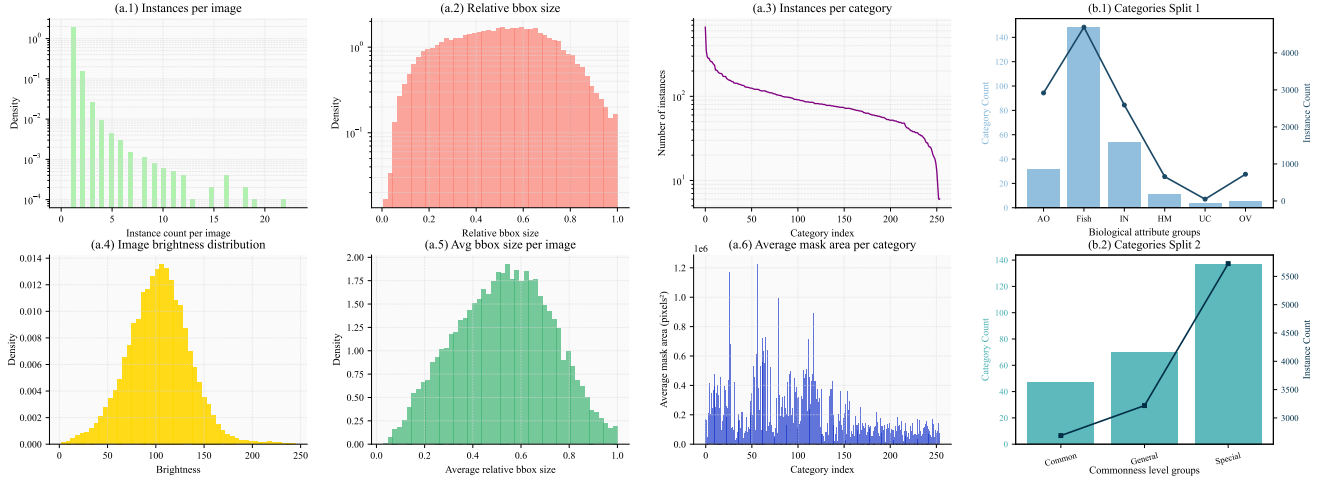 (a.1) Instances per image
Density
10⁰
10⁻¹
10⁻²
10⁻³
10⁻⁴
0 5 10 15 20
Instance count per image
(a.2) Relative bbox size
Density
10⁰
10⁻¹
0.0 0.2 0.4 0.6 0.8 1.0
Relative bbox size
(a.3) Instances per category
Number of instances
10²
10¹
0 50 100 150 200 250
Category index
(b.1) Categories Split 1
Category Count
140
120
100
80
60
40
20
0
Instance Count
4000
3000
2000
1000
0
AO Fish IN HM UC OV
Biological attribute groups
(a.4) Image brightness distribution
Density
0.014
0.012
0.010
0.008
0.006
0.004
0.002
0.000
0 50 100 150 200 250
Brightness
(a.5) Avg bbox size per image
Density
2.00
1.75
1.50
1.25
1.00
0.75
0.50
0.25
0.00
0.0 0.2 0.4 0.6 0.8 1.0
Average relative bbox size
(a.6) Average mask area per category
1e6
Average mask area (pixels²)
1.2
1.0
0.8
0.6
0.4
0.2
0.0
0 50 100 150 200 250
Category index
(b.2) Categories Split 2
Category Count
140
120
100
80
60
40
20
0
Instance Count
5500
5000
4500
4000
3500
3000
Common General Special
Commonness level groups